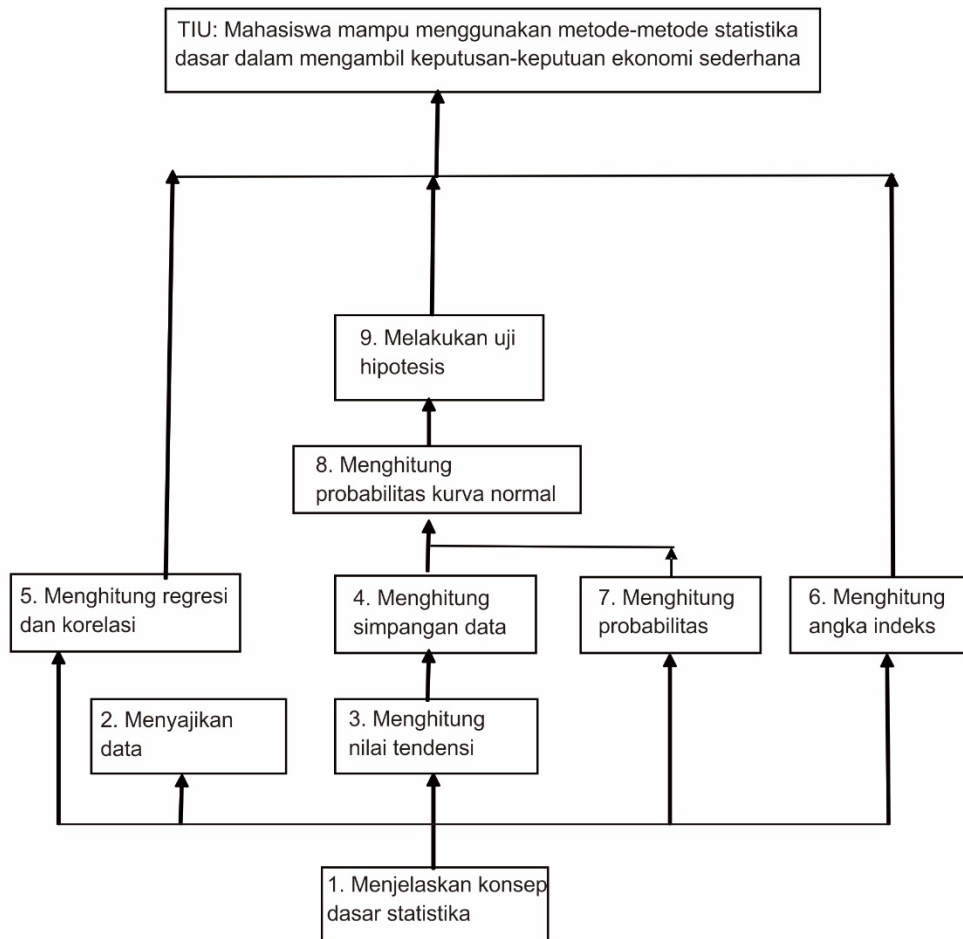 TIU: Mahasiswa mampu menggunakan metode-metode statistika
dasar dalam mengambil keputusan-keputuan ekonomi sederhana
9. Melakukan uji
hipotesis
8. Menghitung
probabilitas kurva normal
5. Menghitung regresi
dan korelasi
4. Menghitung
simpangan data
7. Menghitung
probabilitas
6. Menghitung
angka indeks
2. Menyajikan
data
3. Menghitung
nilai tendensi
1. Menjelaskan konsep
dasar statistika